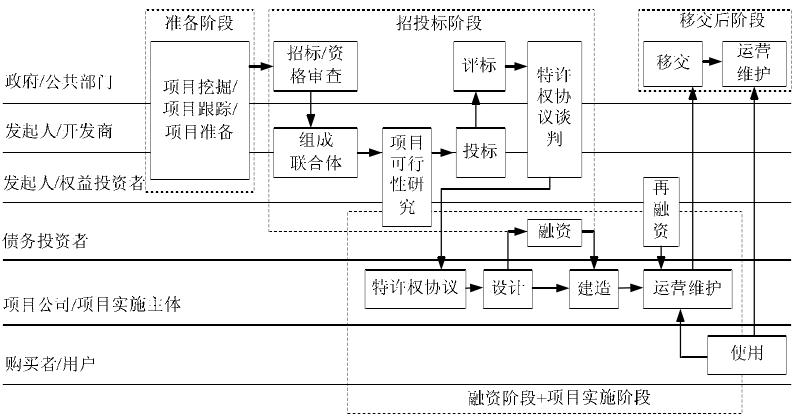 准备阶段
招投标阶段
移交后阶段
政府/公共部门
项目挖掘/
项目跟踪/
项目准备
招标/资
格审查
评标
特许
权协
议谈
判
移交
运营
维护
发起人/开发商
组成
联合体
项目
可行
性研
究
投标
发起人/权益投资者
再
融
资
债务投资者
融资
项目公司/项目实施主体
特许权协议
设计
建造
运营维护
购买者/用户
使用
融资阶段+项目实施阶段